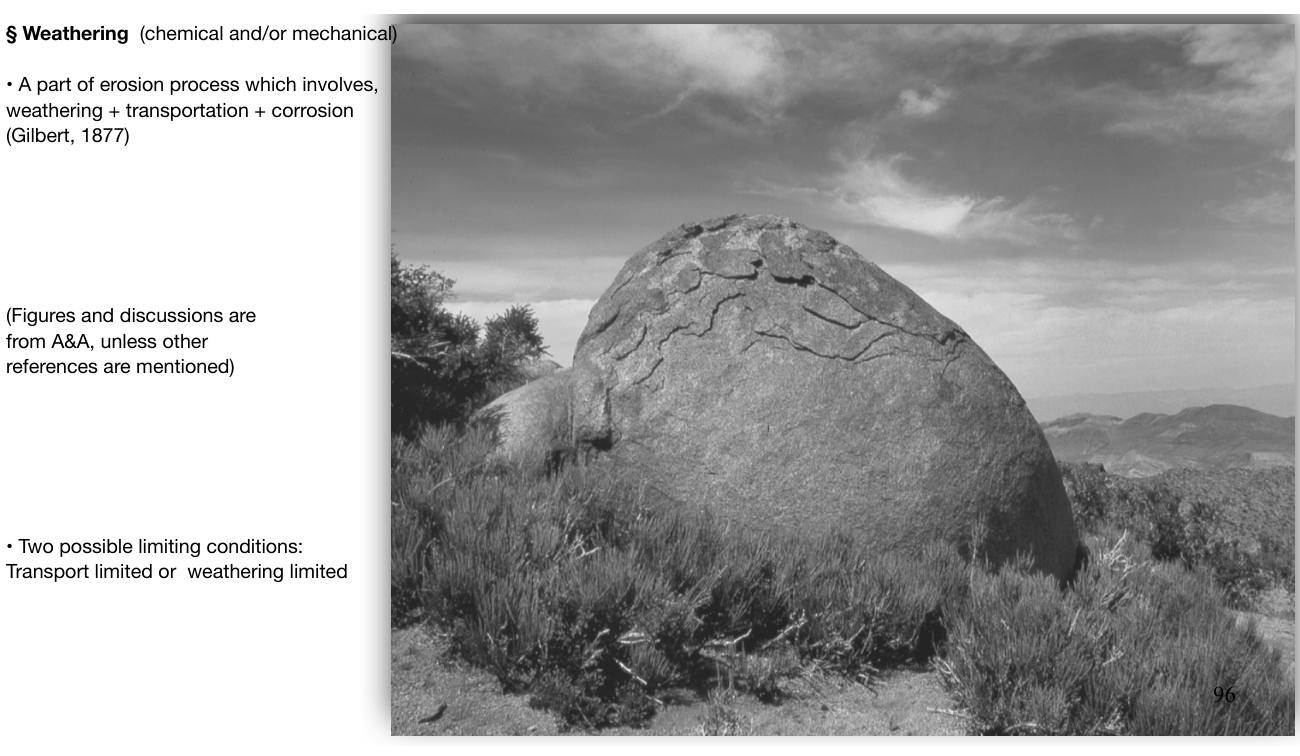 § Weathering (chemical and/or mechanical)
• A part of erosion process which involves,
weathering + transportation + corrosion
(Gilbert, 1877)
(Figures and discussions are
from A&A, unless other
references are mentioned)
• Two possible limiting conditions:
Transport limited or weathering limited
96